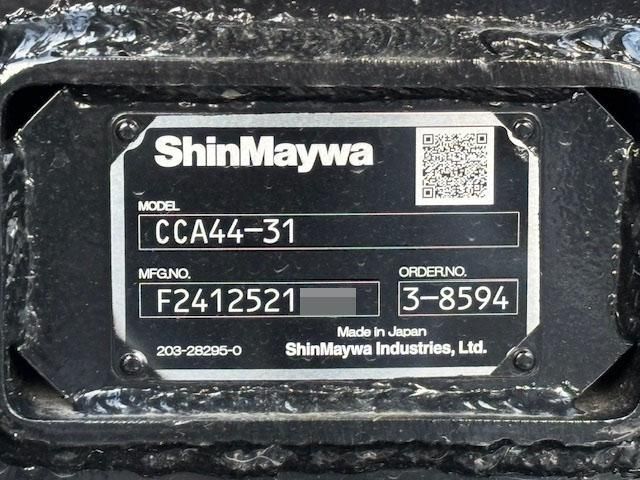 ShinMaywa
MODEL
CCA44-31
MFG.NO.
ORDER.NO.
F2412521
3-8594
Made in Japan
203-28295-0
ShinMaywa Industries, Ltd.